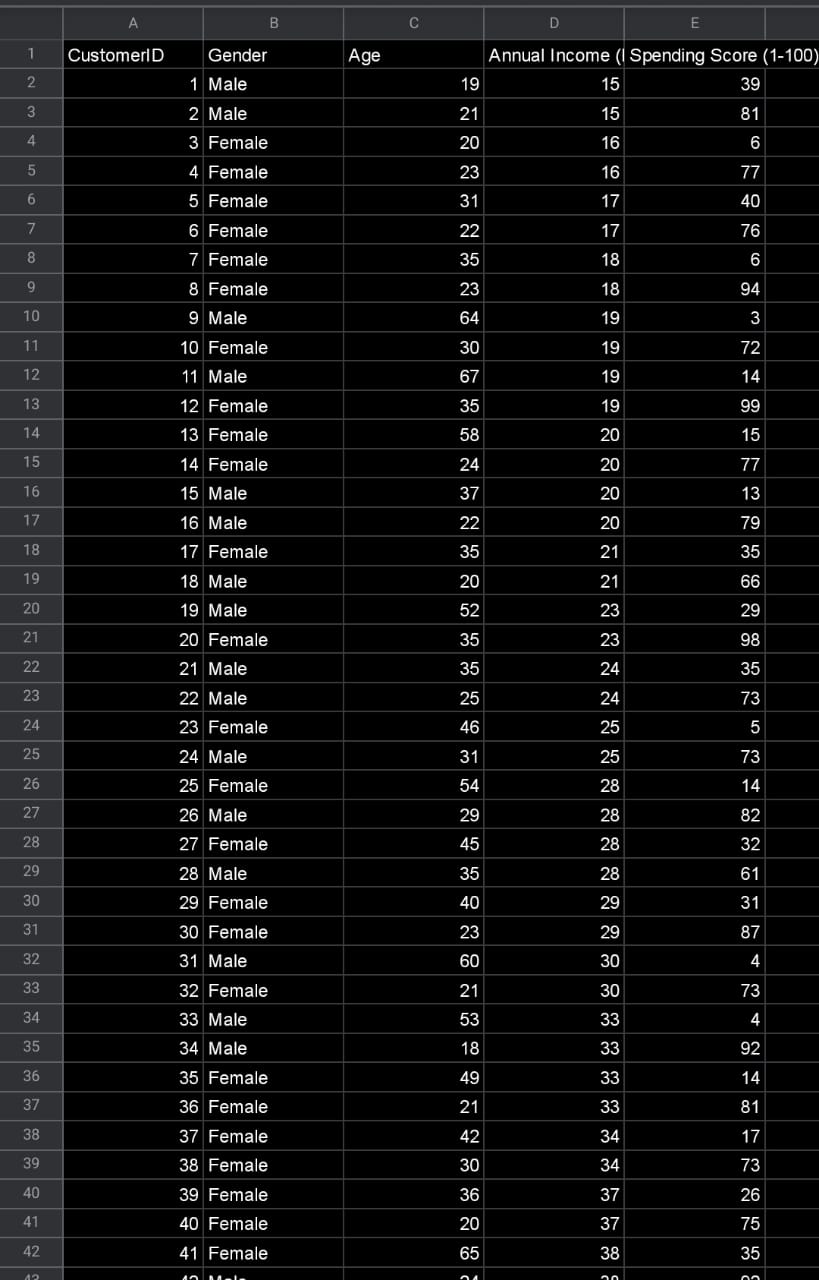 A B C D E
1 CustomerID Gender Age Annual Income ( Spending Score (1-100)
2 1 Male 19 15 39
3 2 Male 21 15 81
4 3 Female 20 16 6
5 4 Female 23 16 77
6 5 Female 31 17 40
7 6 Female 22 17 76
8 7 Female 35 18 6
9 8 Female 23 18 94
10 9 Male 64 19 3
11 10 Female 30 19 72
12 11 Male 67 19 14
13 12 Female 35 19 99
14 13 Female 58 20 15
15 14 Female 24 20 77
16 15 Male 37 20 13
17 16 Male 22 20 79
18 17 Female 35 21 35
19 18 Male 20 21 66
20 19 Male 52 23 29
21 20 Female 35 23 98
22 21 Male 35 24 35
23 22 Male 25 24 73
24 23 Female 46 25 5
25 24 Male 31 25 73
26 25 Female 54 28 14
27 26 Male 29 28 82
28 27 Female 45 28 32
29 28 Male 35 28 61
30 29 Female 40 29 31
31 30 Female 23 29 87
32 31 Male 60 30 4
33 32 Female 21 30 73
34 33 Male 53 33 4
35 34 Male 18 33 92
36 35 Female 49 33 14
37 36 Female 21 33 81
38 37 Female 42 34 17
39 38 Female 30 34 73
40 39 Female 36 37 26
41 40 Female 20 37 75
42 41 Female 65 38 35